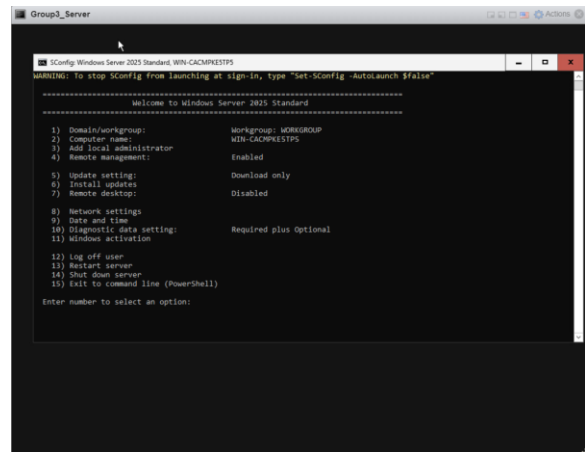 Group3_Server
Actions
SConfig: Windows Server 2025 Standard, WIN-CACMPKE5TP5
WARNING: To stop SConfig from launching at sign-in, type "Set-SConfig -AutoLaunch $false"
================================================================================
Welcome to Windows Server 2025 Standard
================================================================================
1) Domain/workgroup: Workgroup: WORKGROUP
2) Computer name: WIN-CACMPKE5TP5
3) Add local administrator
4) Remote management: Enabled
5) Update setting: Download only
6) Install updates
7) Remote desktop: Disabled
8) Network settings
9) Date and time
10) Diagnostic data setting: Required plus Optional
11) Windows activation
12) Log off user
13) Restart server
14) Shut down server
15) Exit to command line (PowerShell)
Enter number to select an option: